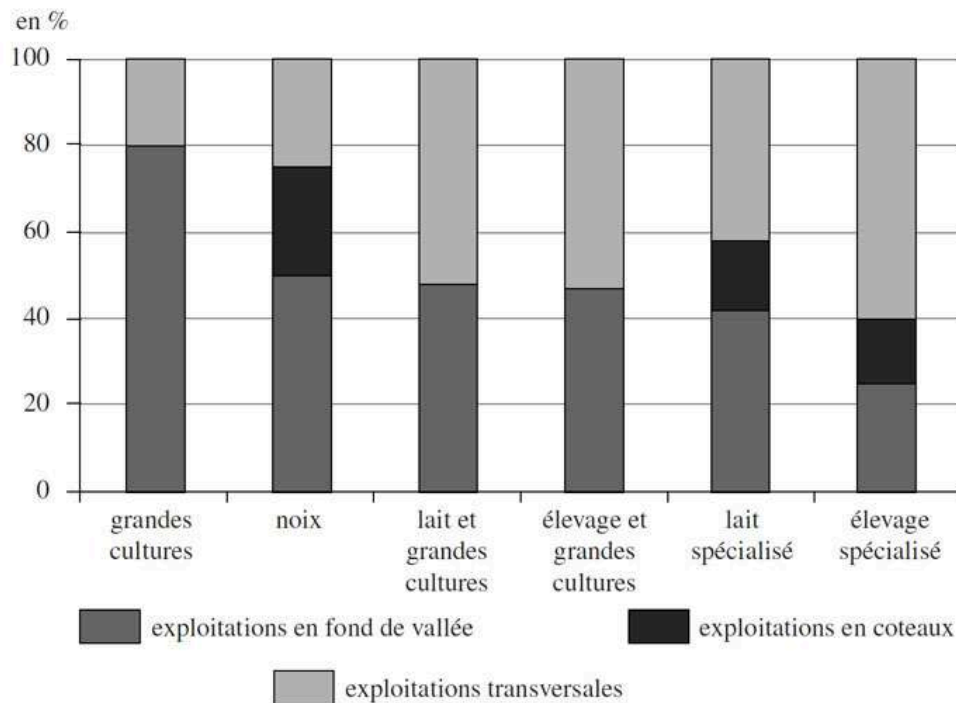 en %
100
80
60
40
20
0
grandes cultures
noix
lait et grandes cultures
élevage et grandes cultures
lait spécialisé
élevage spécialisé
exploitations en fond de vallée
exploitations en coteaux
exploitations transversales